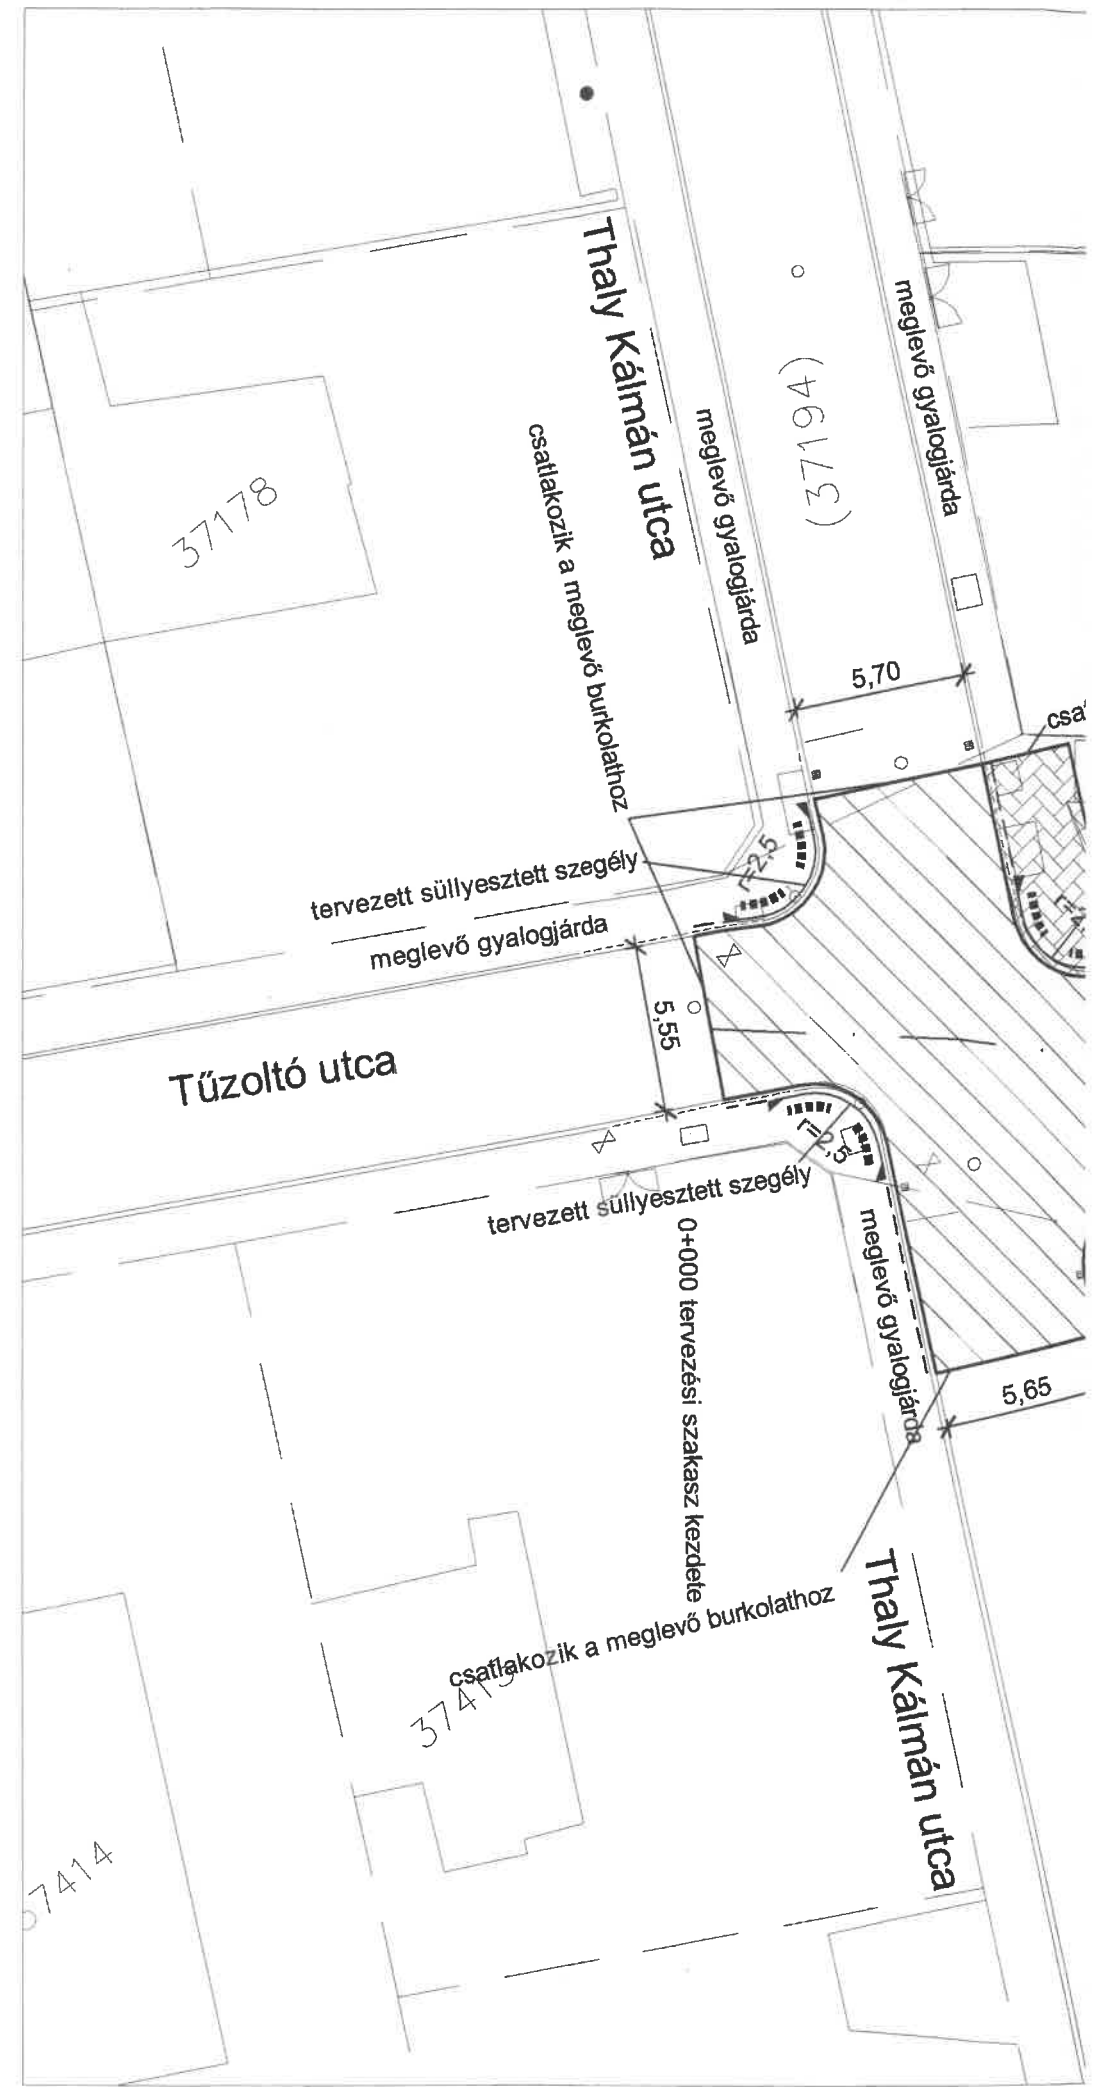 Thaly Kálmán utca
meglevő gyalogjárda
(37194)
meglevő gyalogjárda
csatlakozik a meglevő burkolathoz
37178
5,70
r=2,5
tervezett süllyesztett szegély
meglevő gyalogjárda
5,55
Tűzoltó utca
r=2,5
tervezett süllyesztett szegély
0+000 tervezési szakasz kezdete
meglevő gyalogjárda
5,65
csatlakozik a meglevő burkolathoz
Thaly Kálmán utca